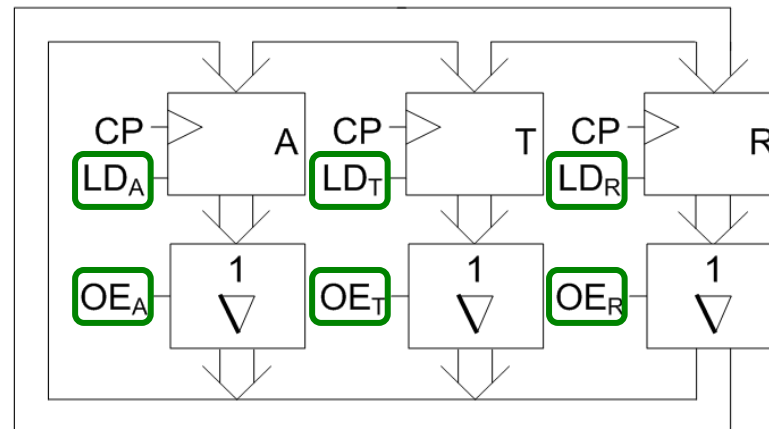 CP A CP T CP R
LDA LDT LDR
1 1 1
OEA OET OER